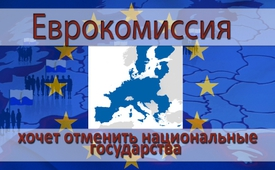 Еврокомиссия
хочет отменить национальные
государства